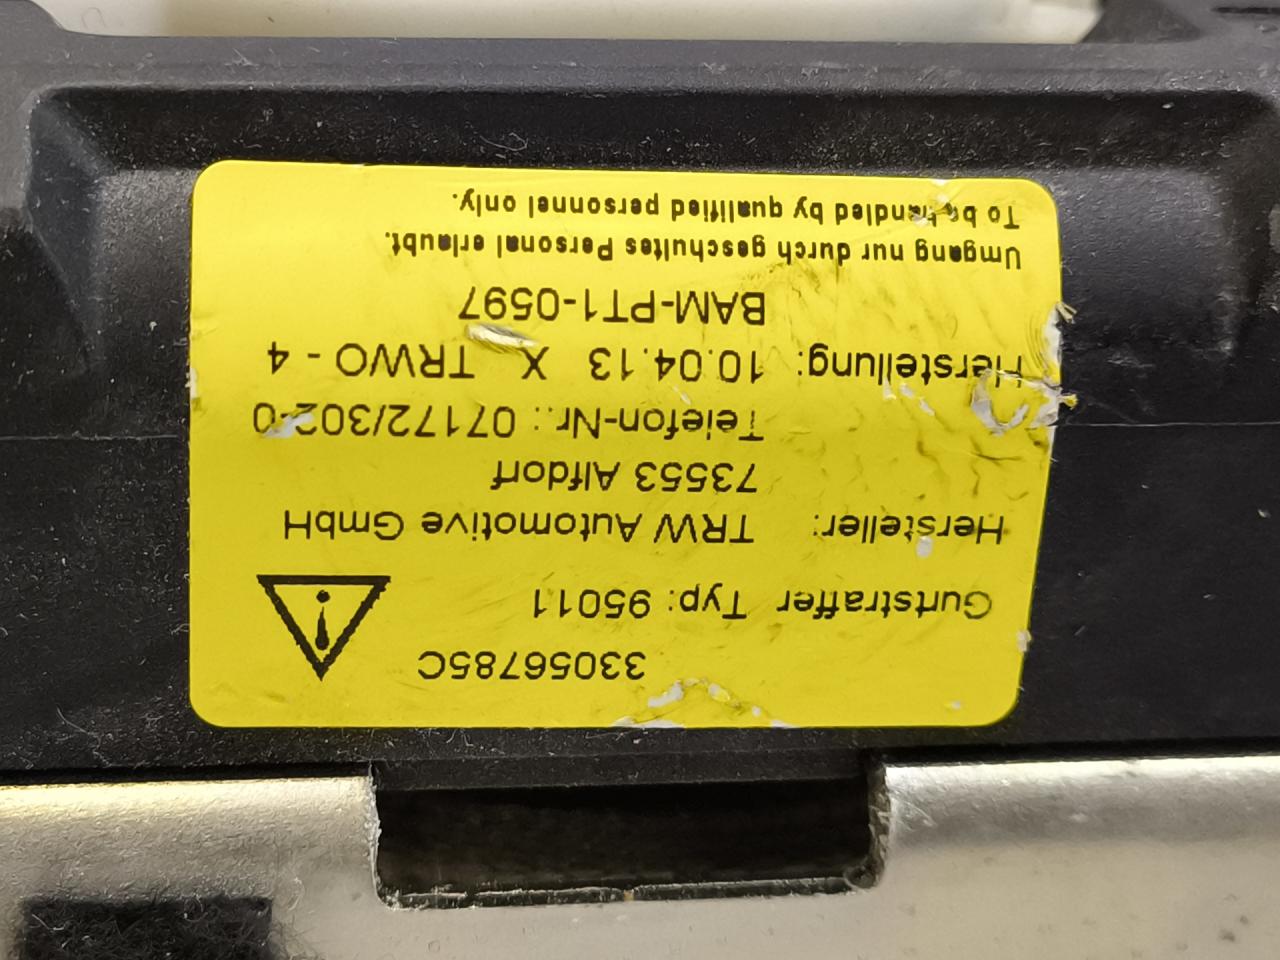 33056785C
Gurtstraffer Typ: 95011
Hersteller: TRW Automotive GmbH
73553 Alfdorf
Telefon-Nr.: 07172/302-0
Herstellung: 10.04.13 X TRWO - 4
BAM-PT1-0597
Umgang nur durch geschultes Personal erlaubt.
To be handled by qualified personnel only.